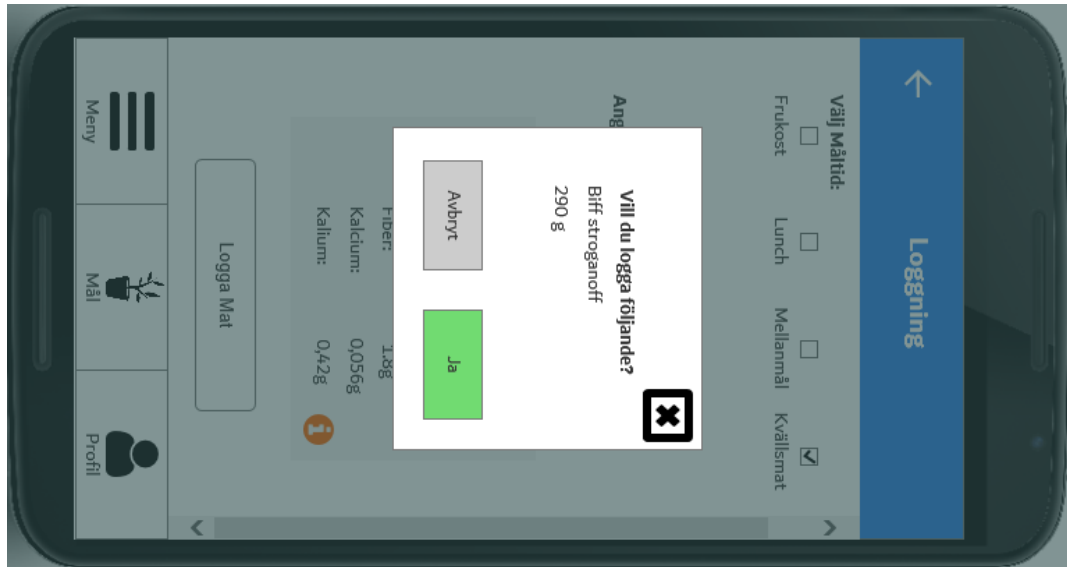 Loggning
Välj Måltid:
Frukost Lunch Mellanmål Kvällsmat
Ang
Vill du logga följande?
Biff stroganoff
290 g
Avbryt Ja
Fiber: 1.8g
Kalcium: 0,056g
Kalium: 0,42g
Logga Mat
Meny Mål Profil